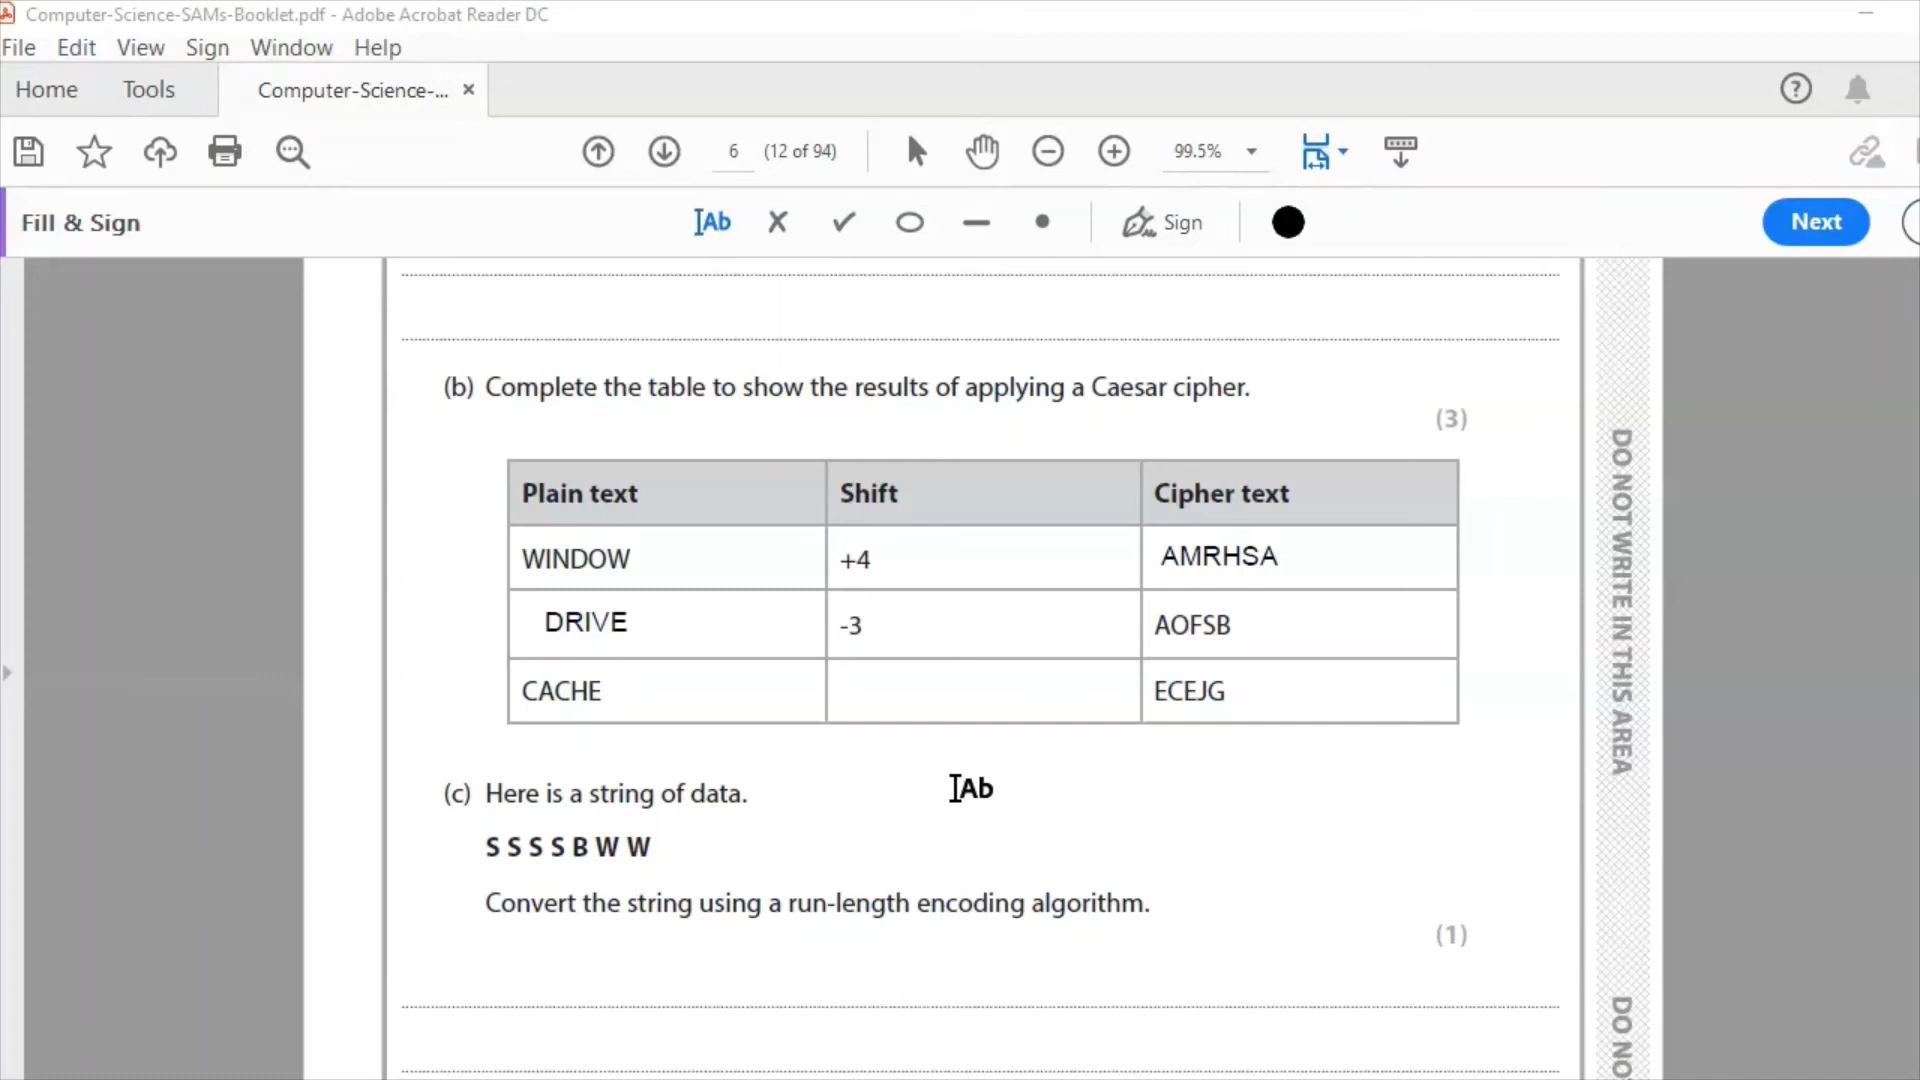 Computer-Science-SAMs-Booklet.pdf - Adobe Acrobat Reader DC
File Edit View Sign Window Help
Home Tools Computer-Science-... ×
6 (12 of 94) 99.5%
Fill & Sign Ab Sign Next
(b) Complete the table to show the results of applying a Caesar cipher.
(3)
Plain text Shift Cipher text
WINDOW +4 AMRHSA
DRIVE -3 AOFSB
CACHE ECEJG
(c) Here is a string of data.
Ab
S S S S B W W
Convert the string using a run-length encoding algorithm.
(1)
DO NOT WRITE IN THIS AREA
DO NO